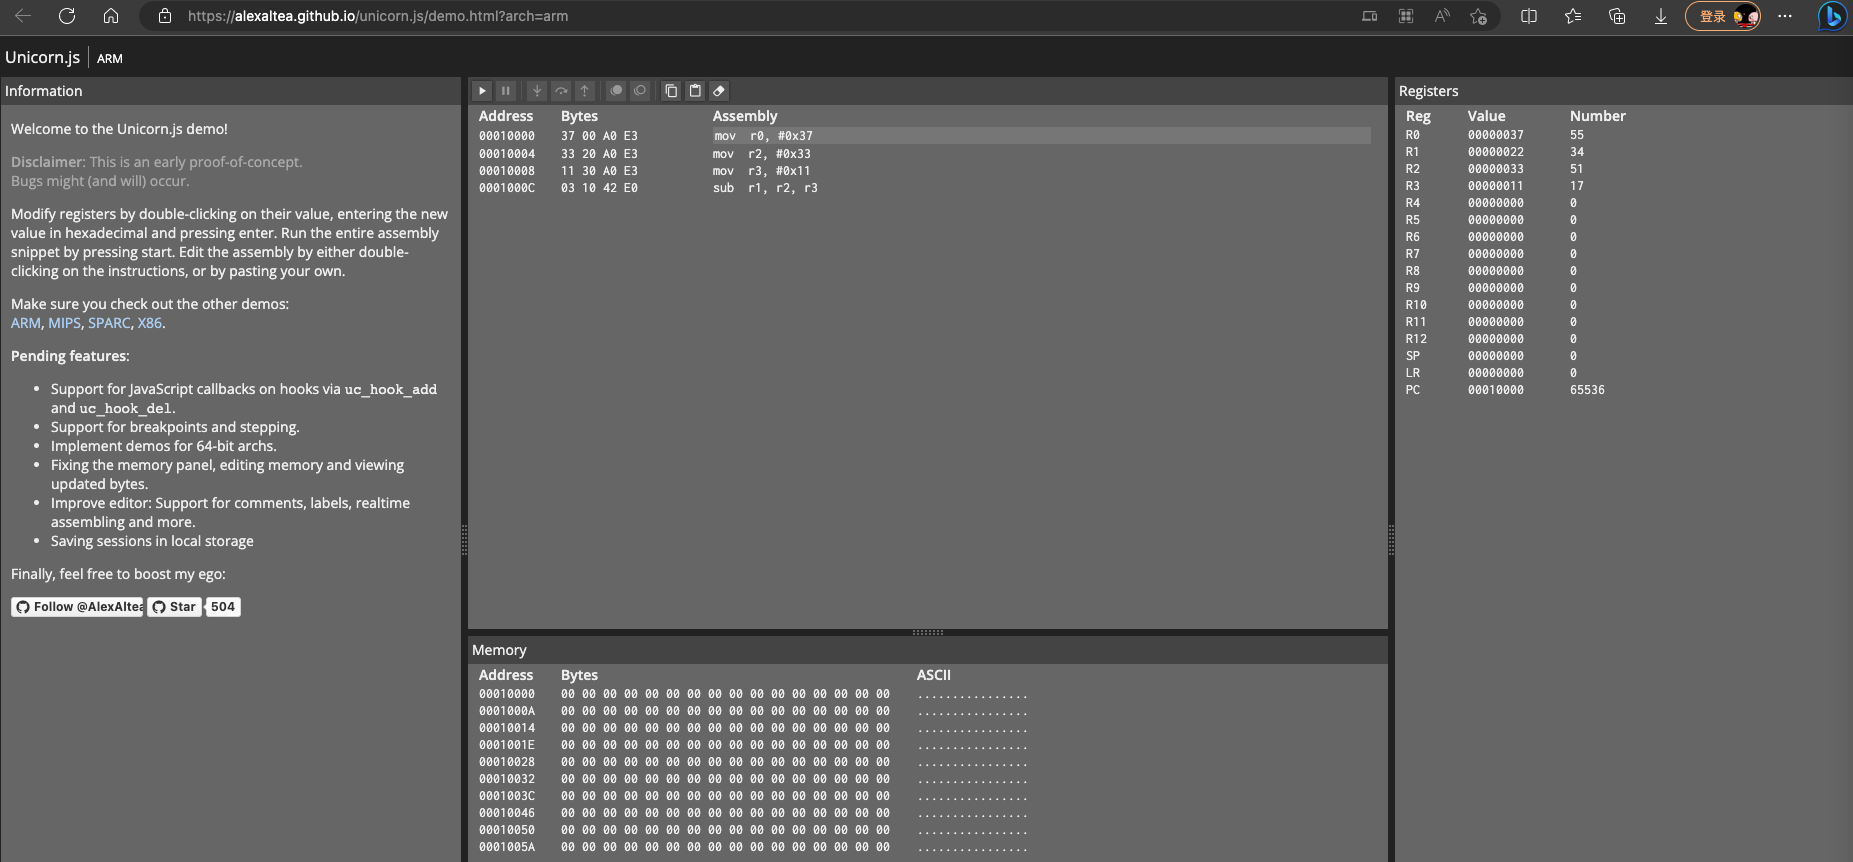 https://alexaltea.github.io/unicorn.js/demo.html?arch=arm
登录
Unicorn.js ARM
Information
Welcome to the Unicorn.js demo!
Disclaimer: This is an early proof-of-concept.
Bugs might (and will) occur.
Modify registers by double-clicking on their value, entering the new
value in hexadecimal and pressing enter. Run the entire assembly
snippet by pressing start. Edit the assembly by either double-
clicking on the instructions, or by pasting your own.
Make sure you check out the other demos:
ARM, MIPS, SPARC, X86.
Pending features:
• Support for JavaScript callbacks on hooks via uc_hook_add
and uc_hook_del.
• Support for breakpoints and stepping.
• Implement demos for 64-bit archs.
• Fixing the memory panel, editing memory and viewing
updated bytes.
• Improve editor: Support for comments, labels, realtime
assembling and more.
• Saving sessions in local storage
Finally, feel free to boost my ego:
Follow @AlexAltea Star 504
Address Bytes Assembly
00010000 37 00 A0 E3 mov r0, #0x37
00010004 33 20 A0 E3 mov r2, #0x33
00010008 11 30 A0 E3 mov r3, #0x11
0001000C 03 10 42 E0 sub r1, r2, r3
Memory
Address Bytes ASCII
00010000 00 00 00 00 00 00 00 00 00 00 00 00 00 00 00 00 ................
0001000A 00 00 00 00 00 00 00 00 00 00 00 00 00 00 00 00 ................
00010014 00 00 00 00 00 00 00 00 00 00 00 00 00 00 00 00 ................
0001001E 00 00 00 00 00 00 00 00 00 00 00 00 00 00 00 00 ................
00010028 00 00 00 00 00 00 00 00 00 00 00 00 00 00 00 00 ................
00010032 00 00 00 00 00 00 00 00 00 00 00 00 00 00 00 00 ................
0001003C 00 00 00 00 00 00 00 00 00 00 00 00 00 00 00 00 ................
00010046 00 00 00 00 00 00 00 00 00 00 00 00 00 00 00 00 ................
00010050 00 00 00 00 00 00 00 00 00 00 00 00 00 00 00 00 ................
0001005A 00 00 00 00 00 00 00 00 00 00 00 00 00 00 00 00 ................
Registers
Reg Value Number
R0 00000037 55
R1 00000022 34
R2 00000033 51
R3 00000011 17
R4 00000000 0
R5 00000000 0
R6 00000000 0
R7 00000000 0
R8 00000000 0
R9 00000000 0
R10 00000000 0
R11 00000000 0
R12 00000000 0
SP 00000000 0
LR 00000000 0
PC 00010000 65536